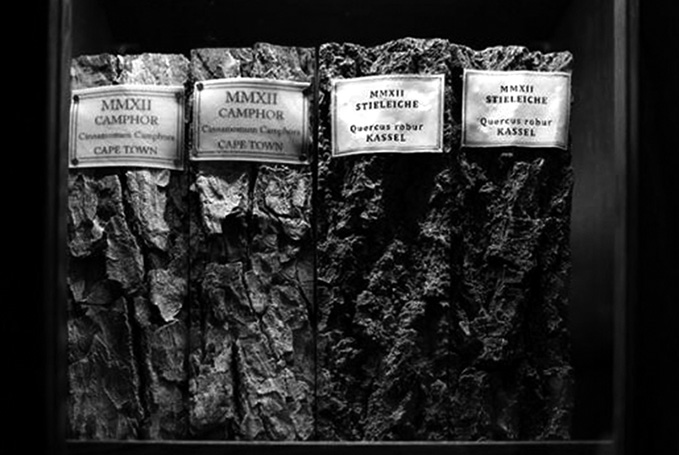 MMXII
CAMPHOR
Cinnamomum Camphora
CAPE TOWN
MMXII
CAMPHOR
Cinnamomum Camphora
CAPE TOWN
MMXII
STIELEICHE
Quercus robur
KASSEL
MMXII
STIELEICHE
Quercus robur
KASSEL